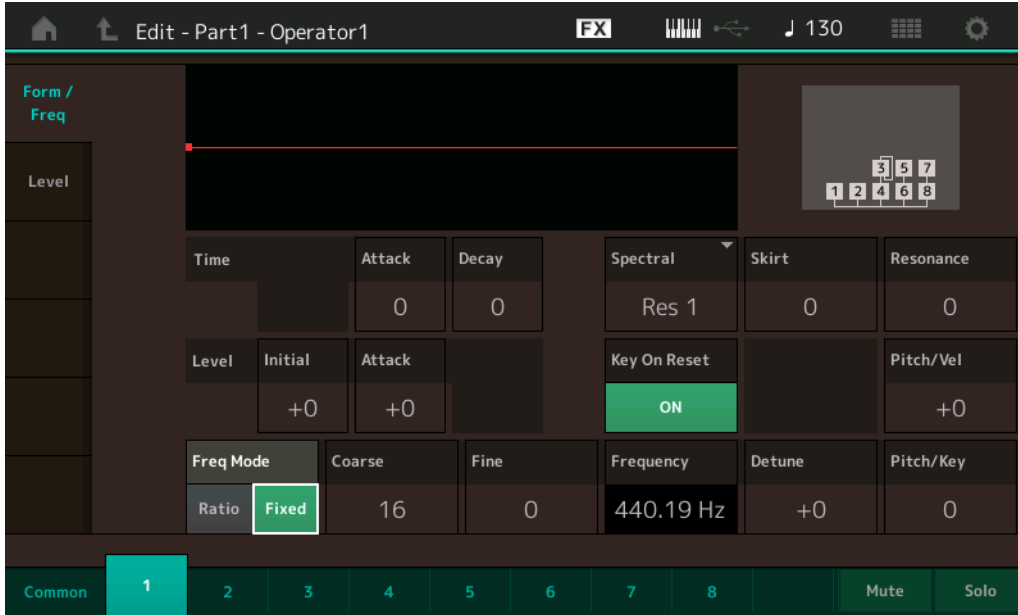 Edit - Part1 - Operator1 FX 130
Form /
Freq
Level
3 5 7
1 2 4 6 8
Time Attack Decay Spectral Skirt Resonance
0 0 Res 1 0 0
Level Initial Attack Key On Reset Pitch/Vel
+0 +0 ON +0
Freq Mode Coarse Fine Frequency Detune Pitch/Key
Ratio Fixed 16 0 440.19 Hz +0 0
Common 1 2 3 4 5 6 7 8 Mute Solo